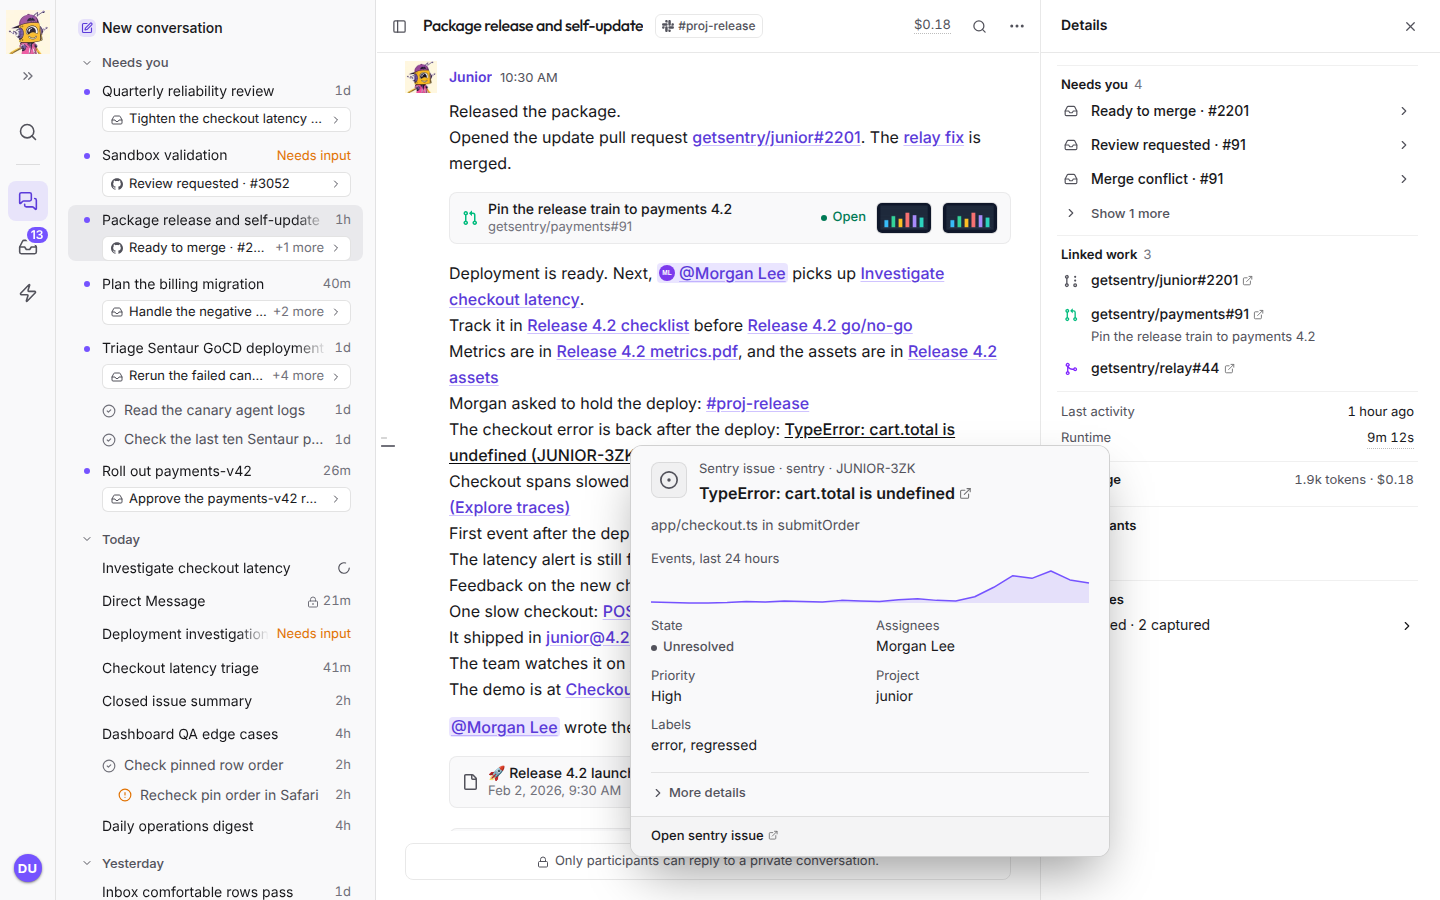 New conversation
Needs you
Quarterly reliability review 1d
Tighten the checkout latency ...
Sandbox validation Needs input
Review requested · #3052
Package release and self-update 1h
Ready to merge · #2... +1 more
Plan the billing migration 40m
Handle the negative ... +2 more
Triage Sentaur GoCD deployment 1d
Rerun the failed can... +4 more
Read the canary agent logs 1d
Check the last ten Sentaur p... 1d
Roll out payments-v42 26m
Approve the payments-v42 r...
Today
Investigate checkout latency
Direct Message 21m
Deployment investigation Needs input
Checkout latency triage 41m
Closed issue summary 2h
Dashboard QA edge cases 4h
Check pinned row order 2h
Recheck pin order in Safari 2h
Daily operations digest 4h
Yesterday
Inbox comfortable rows pass 1d
13
DU
Package release and self-update #proj-release $0.18
Junior 10:30 AM
Released the package.
Opened the update pull request getsentry/junior#2201. The relay fix is
merged.
Pin the release train to payments 4.2
getsentry/payments#91
Open
Deployment is ready. Next, ML @Morgan Lee picks up Investigate
checkout latency.
Track it in Release 4.2 checklist before Release 4.2 go/no-go
Metrics are in Release 4.2 metrics.pdf, and the assets are in Release 4.2
assets
Morgan asked to hold the deploy: #proj-release
The checkout error is back after the deploy: TypeError: cart.total is
undefined (JUNIOR-3ZK
Checkout spans slowed
(Explore traces)
First event after the dep
The latency alert is still f
Feedback on the new ch
One slow checkout: POS
It shipped in junior@4.2
The team watches it on
The demo is at Checkou
@Morgan Lee wrote the
🚀 Release 4.2 launch
Feb 2, 2026, 9:30 AM
Only participants can reply to a private conversation.
Sentry issue · sentry · JUNIOR-3ZK
TypeError: cart.total is undefined
app/checkout.ts in submitOrder
Events, last 24 hours
State
Unresolved
Assignees
Morgan Lee
Priority
High
Project
junior
Labels
error, regressed
More details
Open sentry issue
Details
Needs you 4
Ready to merge · #2201
Review requested · #91
Merge conflict · #91
Show 1 more
Linked work 3
getsentry/junior#2201
getsentry/payments#91
Pin the release train to payments 4.2
getsentry/relay#44
Last activity 1 hour ago
Runtime 9m 12s
ge 1.9k tokens · $0.18
ants
es
ed · 2 captured